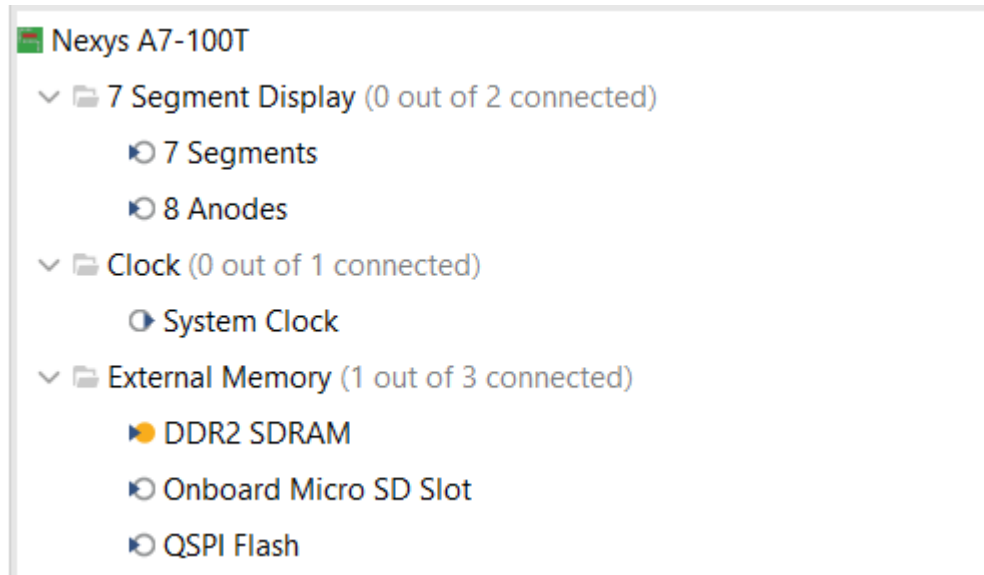 Nexys A7-100T
7 Segment Display (0 out of 2 connected)
7 Segments
8 Anodes
Clock (0 out of 1 connected)
System Clock
External Memory (1 out of 3 connected)
DDR2 SDRAM
Onboard Micro SD Slot
QSPI Flash